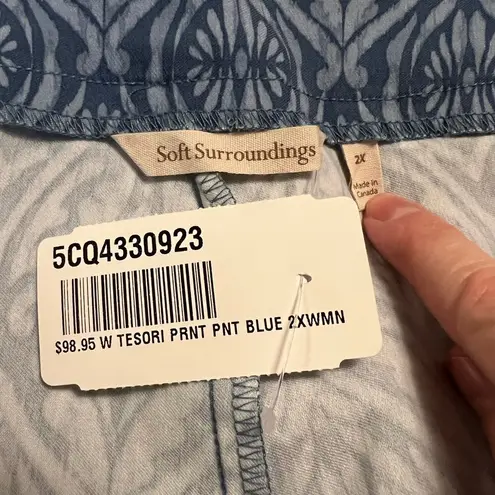 Soft Surroundings
2X
Made in
Canada
5CQ4330923
$98.95 W TESORI PRNT PNT BLUE 2XWMN